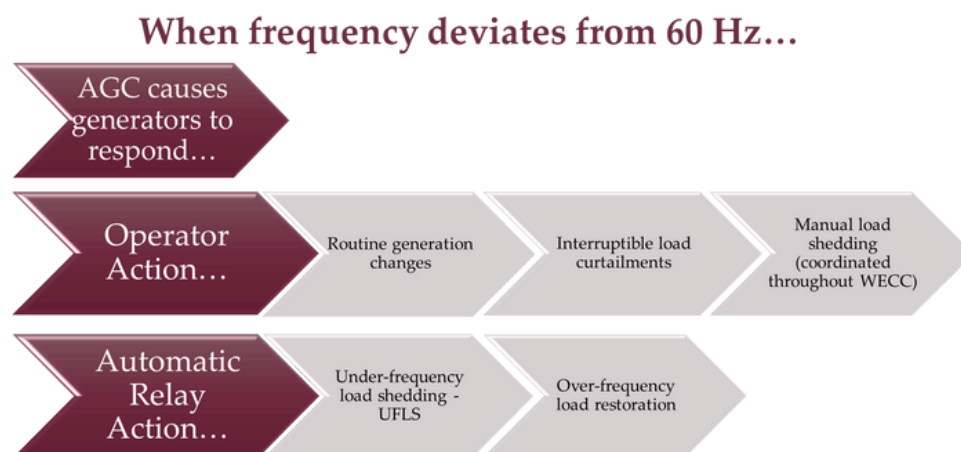 When frequency deviates from 60 Hz…
AGC causes
generators to
respond…
Operator
Action…
Routine generation
changes
Interruptible load
curtailments
Manual load
shedding
(coordinated
throughout WECC)
Automatic
Relay
Action…
Under-frequency
load shedding -
UFLS
Over-frequency
load restoration